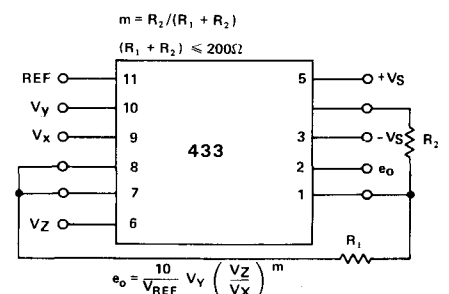 m = R₂/(R₁ + R₂)
(R₁ + R₂) ⩽ 200Ω
REF 11 5 +Vₛ
Vy 10
Vx 9 433 3 −Vₛ R₂
8 2 eₒ
7 1
VZ 6
R₁
eₒ = 10/VREF VY (VZ/VX)ᵐ